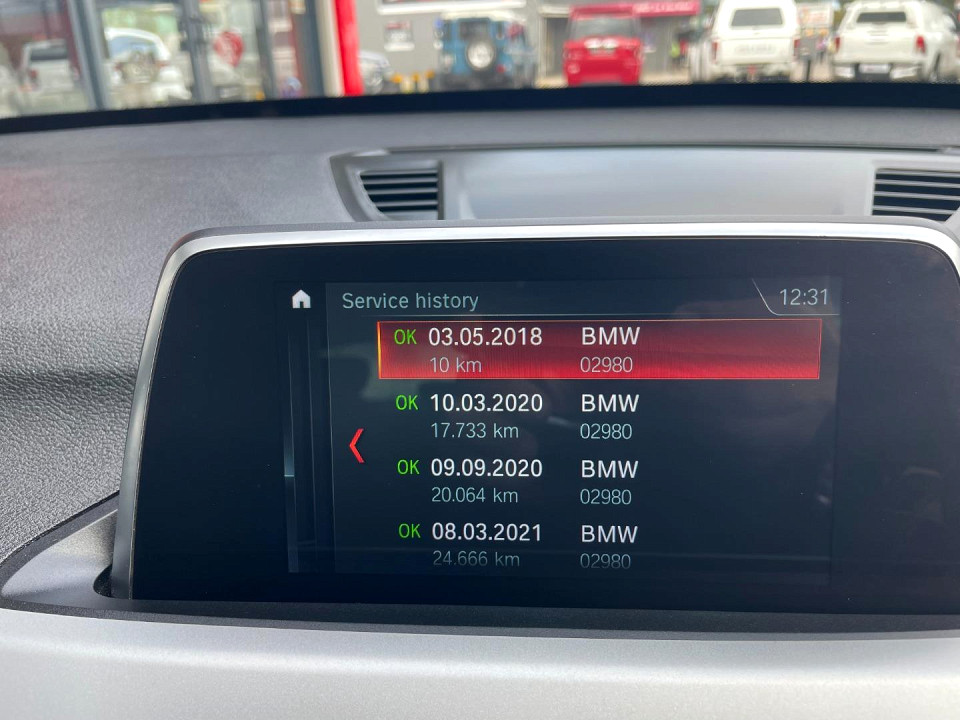 Service history 12:31
OK 03.05.2018 BMW
10 km 02980
OK 10.03.2020 BMW
17.733 km 02980
OK 09.09.2020 BMW
20.064 km 02980
OK 08.03.2021 BMW
24.666 km 02980